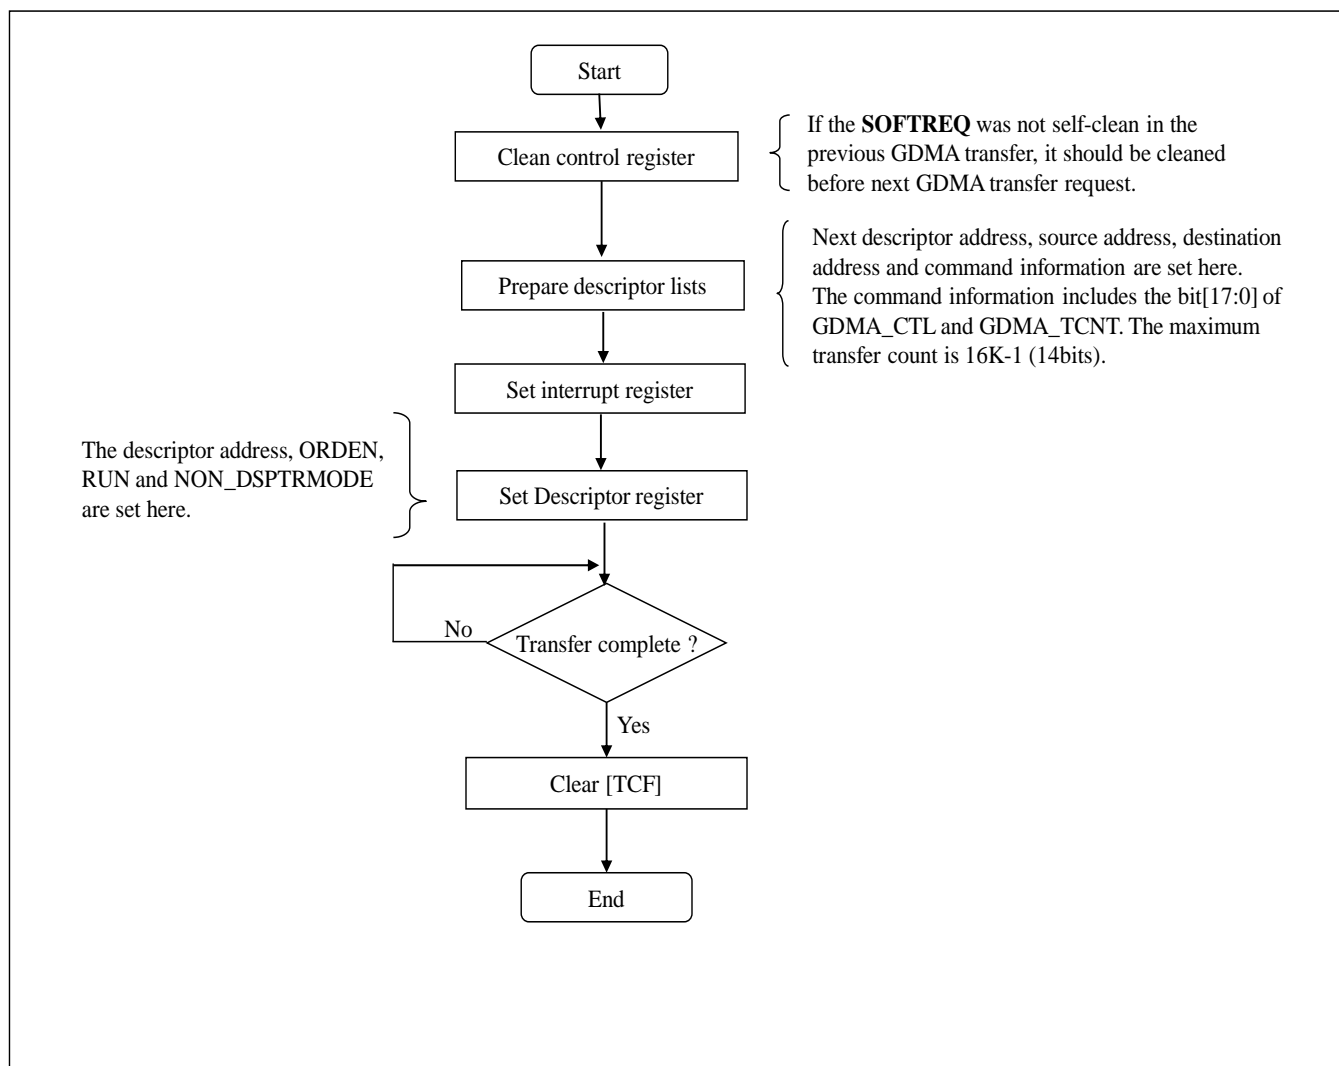 Start
Clean control register
If the SOFTREQ was not self-clean in the
previous GDMA transfer, it should be cleaned
before next GDMA transfer request.
Prepare descriptor lists
Next descriptor address, source address, destination
address and command information are set here.
The command information includes the bit[17:0] of
GDMA_CTL and GDMA_TCNT. The maximum
transfer count is 16K-1 (14bits).
Set interrupt register
The descriptor address, ORDEN,
RUN and NON_DSPTRMODE
are set here.
Set Descriptor register
No
Transfer complete ?
Yes
Clear [TCF]
End